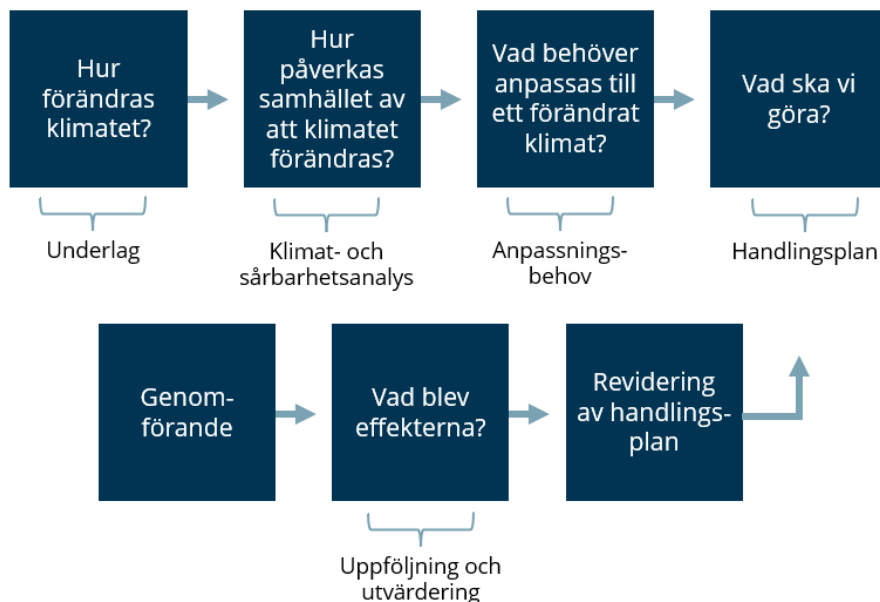 Hur
förändras
klimatet?
Hur
påverkas
samhället av
att klimatet
förändras?
Vad behöver
anpassas till
ett förändrat
klimat?
Vad ska vi
göra?
Underlag
Klimat- och
sårbarhetsanalys
Anpassnings-
behov
Handlingsplan
Genom-
förande
Vad blev
effekterna?
Revidering
av handlings-
plan
Uppföljning och
utvärdering